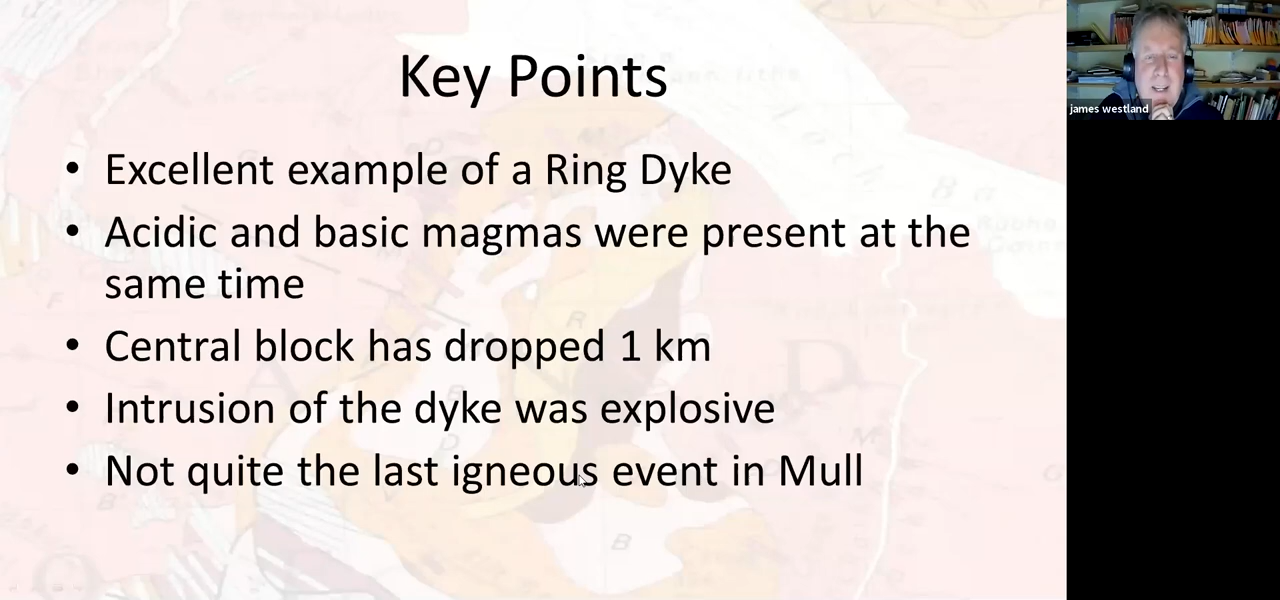 Key Points
• Excellent example of a Ring Dyke
• Acidic and basic magmas were present at the
same time
• Central block has dropped 1 km
• Intrusion of the dyke was explosive
• Not quite the last igneous event in Mull
james westland